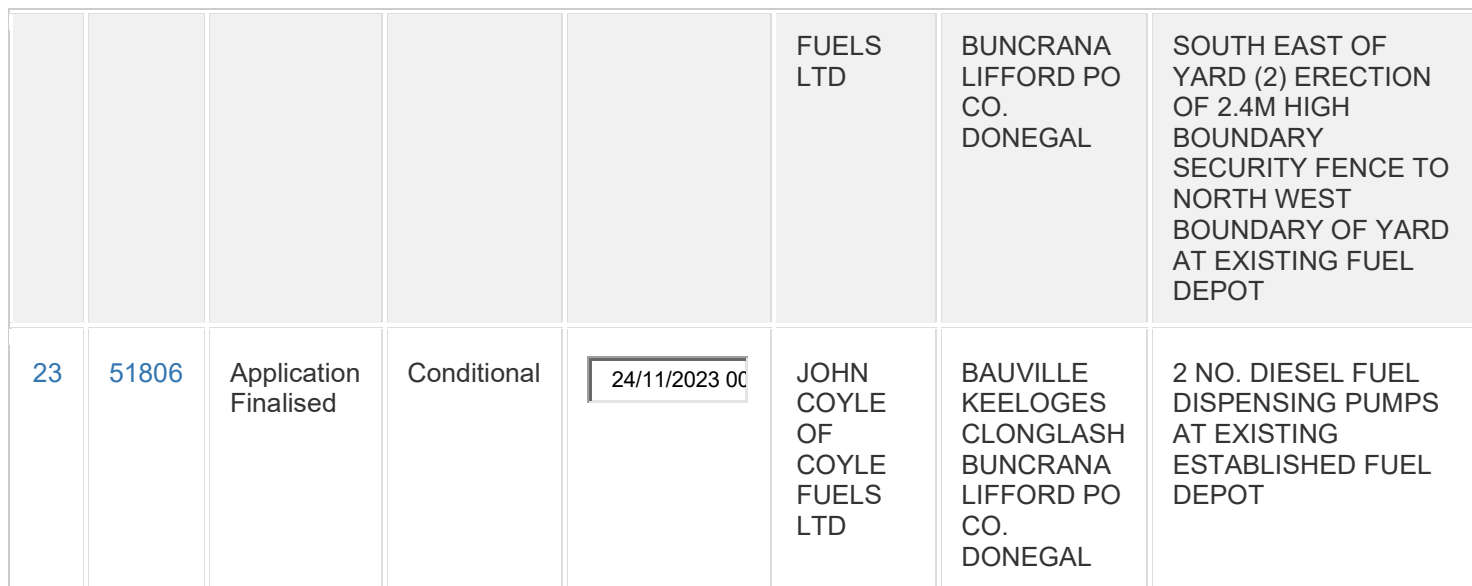 FUELS
LTD
BUNCRANA
LIFFORD PO
CO.
DONEGAL
SOUTH EAST OF
YARD (2) ERECTION
OF 2.4M HIGH
BOUNDARY
SECURITY FENCE TO
NORTH WEST
BOUNDARY OF YARD
AT EXISTING FUEL
DEPOT
23
51806
Application
Finalised
Conditional
24/11/2023 00
JOHN
COYLE
OF
COYLE
FUELS
LTD
BAUVILLE
KEELOGES
CLONGLASH
BUNCRANA
LIFFORD PO
CO.
DONEGAL
2 NO. DIESEL FUEL
DISPENSING PUMPS
AT EXISTING
ESTABLISHED FUEL
DEPOT